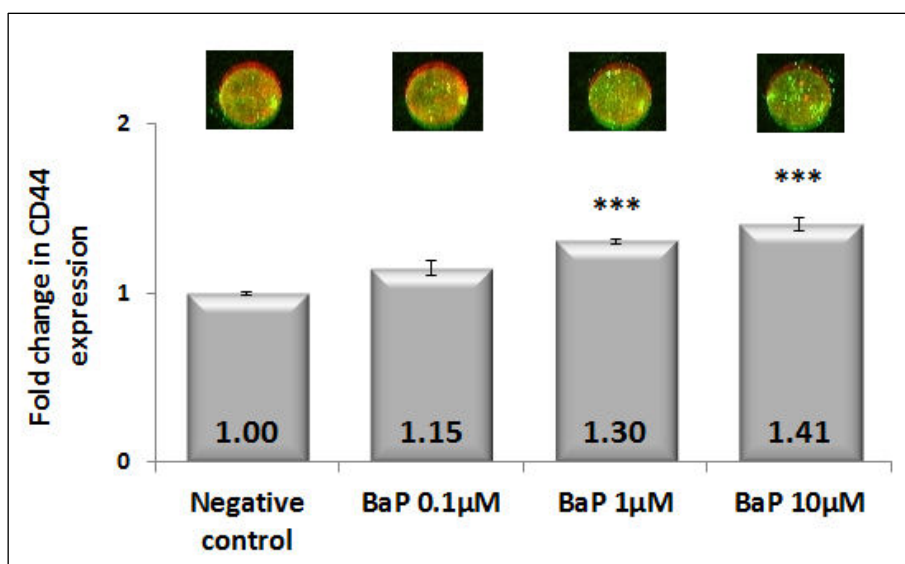 2
1
0
Fold change in CD44
expression
***
***
1.00
1.15
1.30
1.41
Negative
control
BaP 0.1µM
BaP 1µM
BaP 10µM